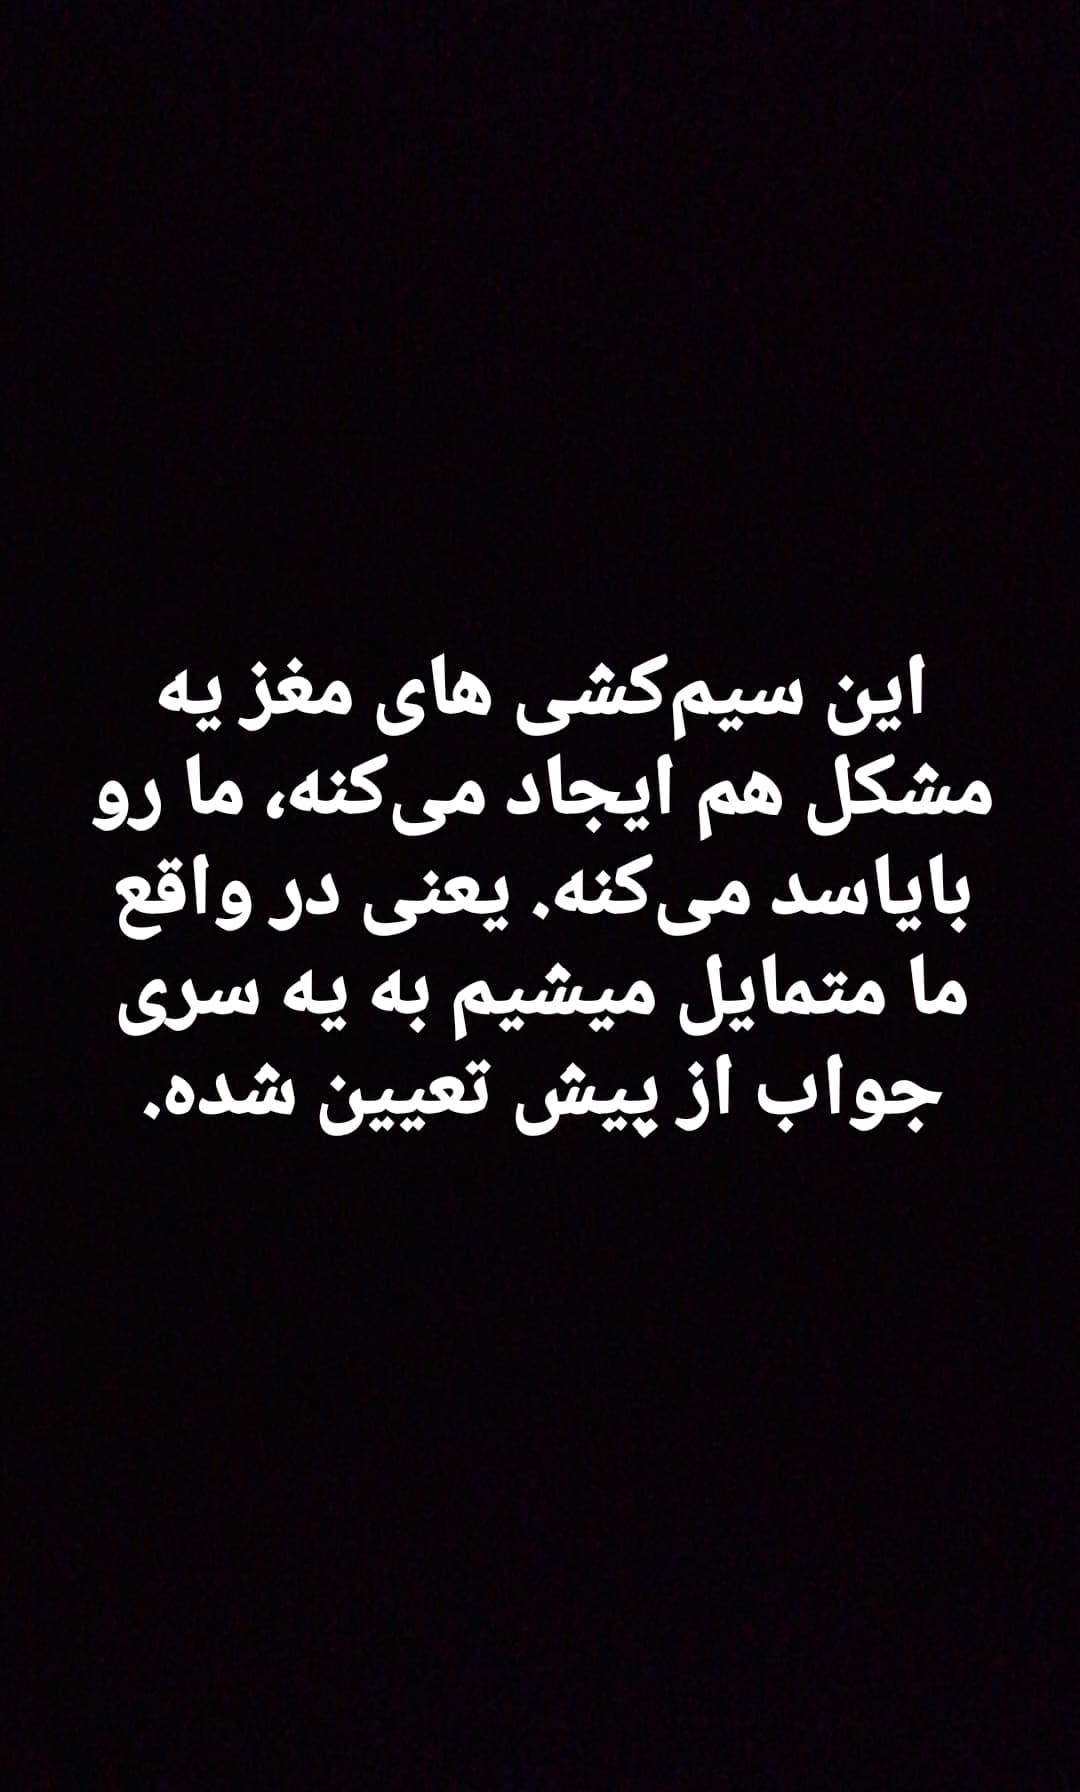 این سیم‌کشی های مغز یه
مشکل هم ایجاد می‌کنه، ما رو
بایاسد می‌کنه. یعنی در واقع
ما متمایل میشیم به یه سری
جواب از پیش تعیین شده.